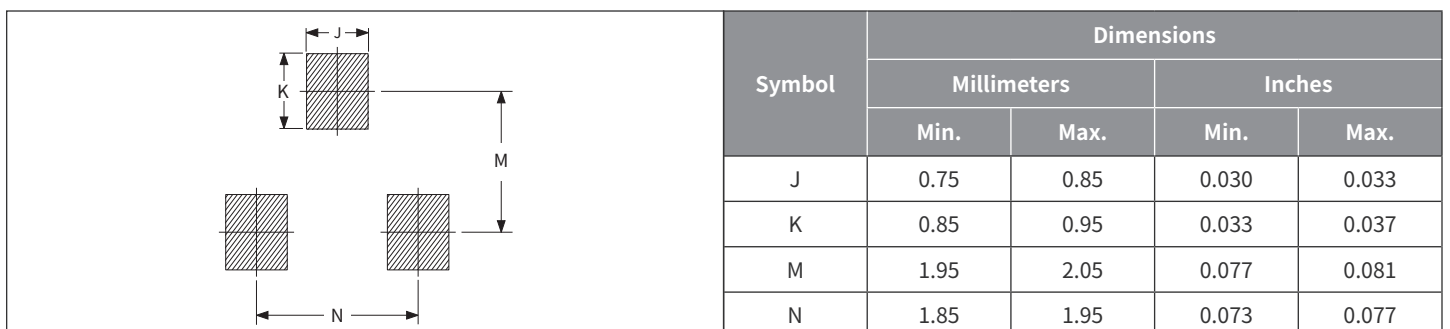 J
K
M
N
Dimensions
Symbol Millimeters Inches
Min. Max. Min. Max.
J 0.75 0.85 0.030 0.033
K 0.85 0.95 0.033 0.037
M 1.95 2.05 0.077 0.081
N 1.85 1.95 0.073 0.077